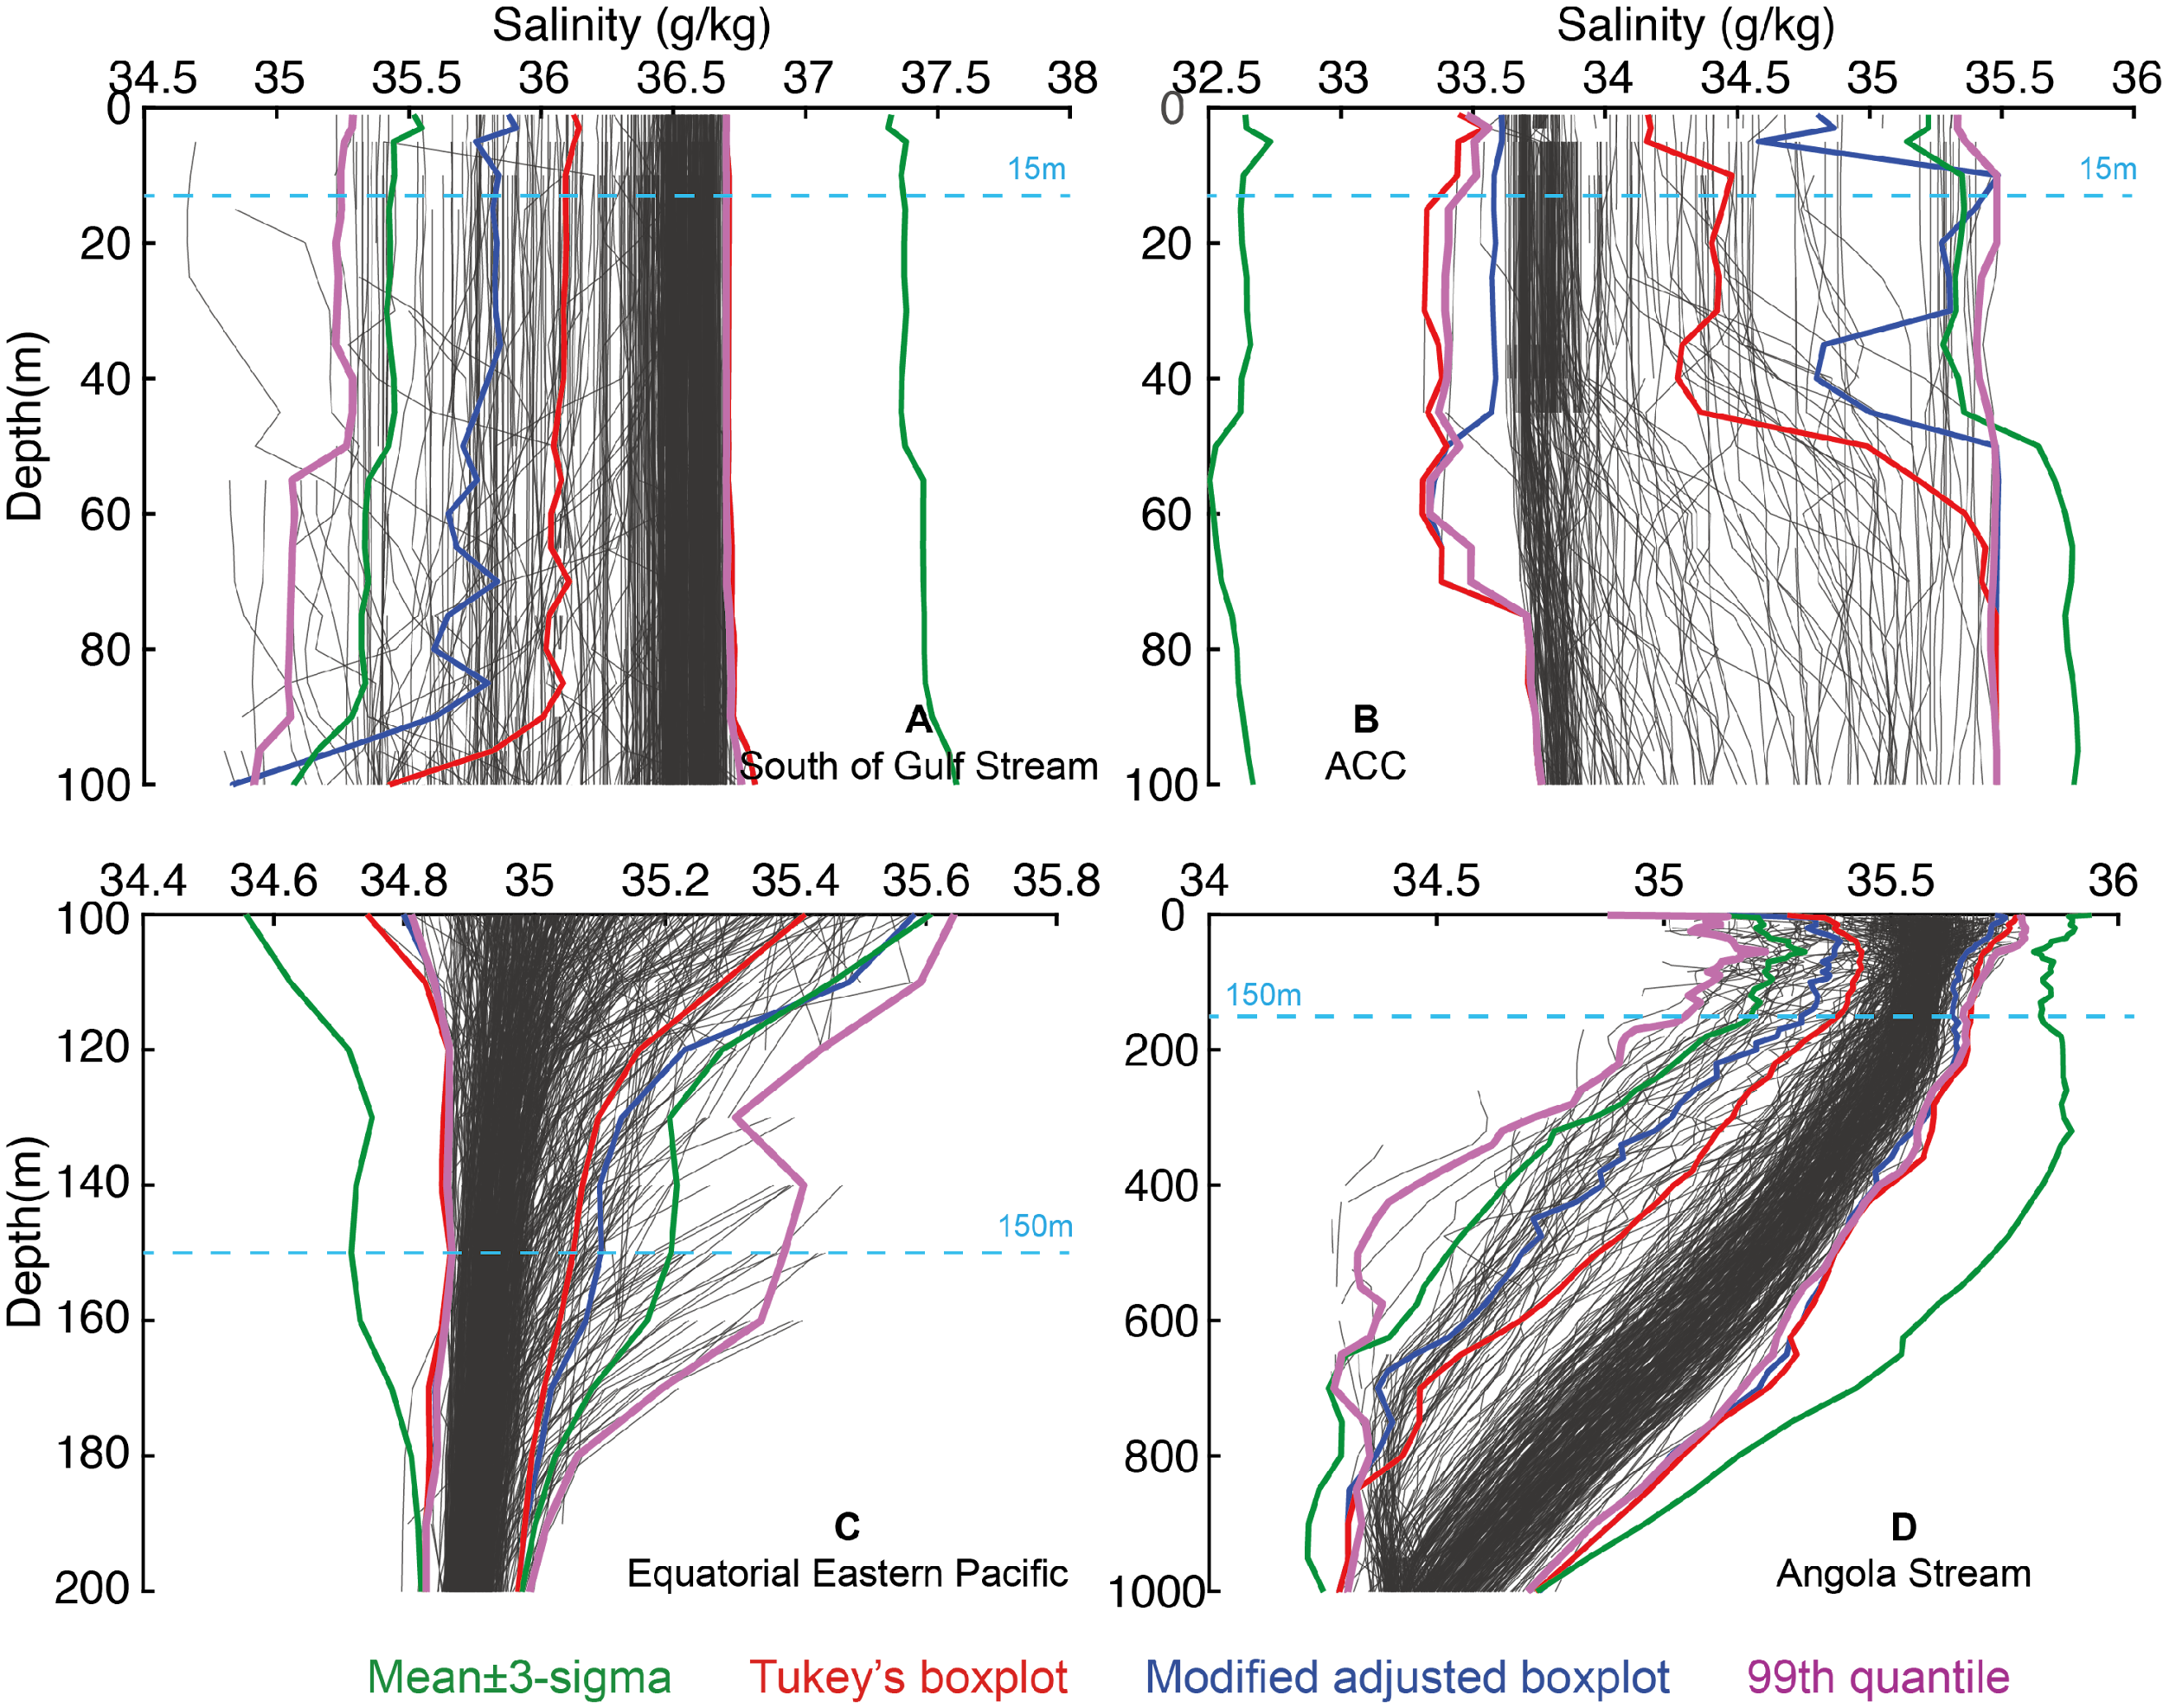 Salinity (g/kg) Salinity (g/kg)
34.5 35 35.5 36 36.5 37 37.5 38
32.5 33 33.5 34 34.5 35 35.5 36
0 20 40 60 80 100
Depth(m)
15m
A
South of Gulf Stream
0 20 40 60 80 100
15m
B
ACC
34.4 34.6 34.8 35 35.2 35.4 35.6 35.8
34 34.5 35 35.5 36
100 120 140 160 180 200
Depth(m)
150m
C
Equatorial Eastern Pacific
0 200 400 600 800 1000
150m
D
Angola Stream
Mean±3-sigma Tukey’s boxplot Modified adjusted boxplot 99th quantile